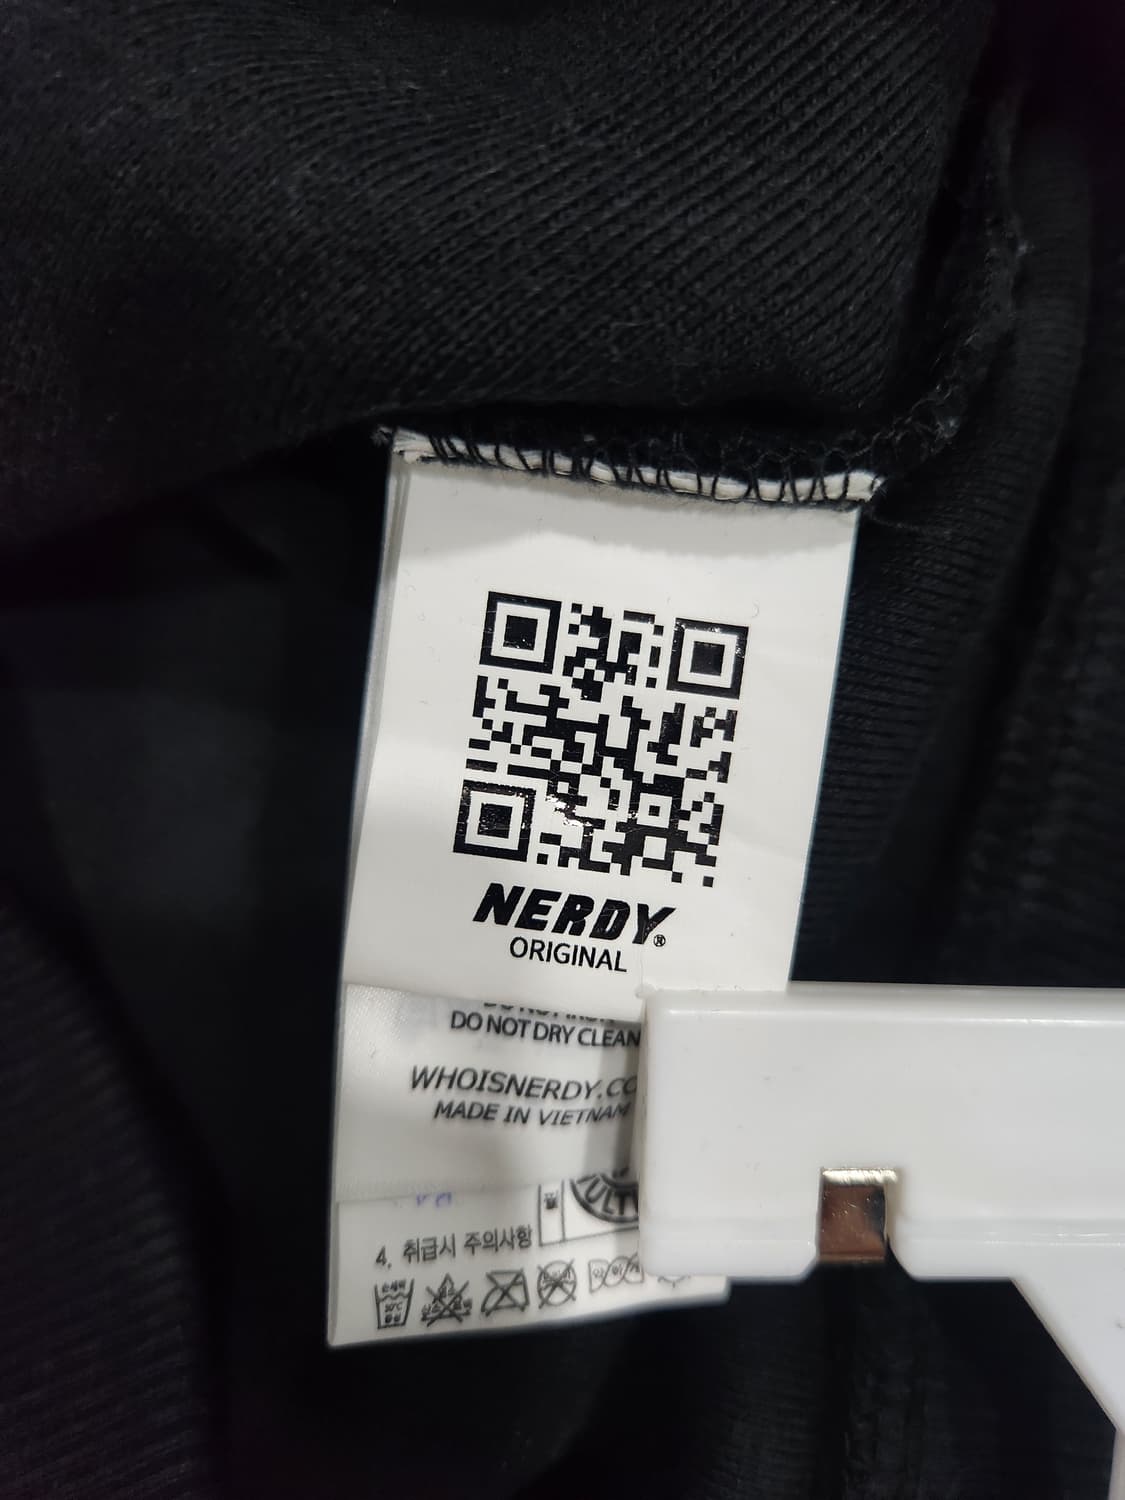 NERDY®
ORIGINAL
DO NOT DRY CLEAN
WHOISNERDY.CO
MADE IN VIETNAM
4. 취급시 주의사항
30℃